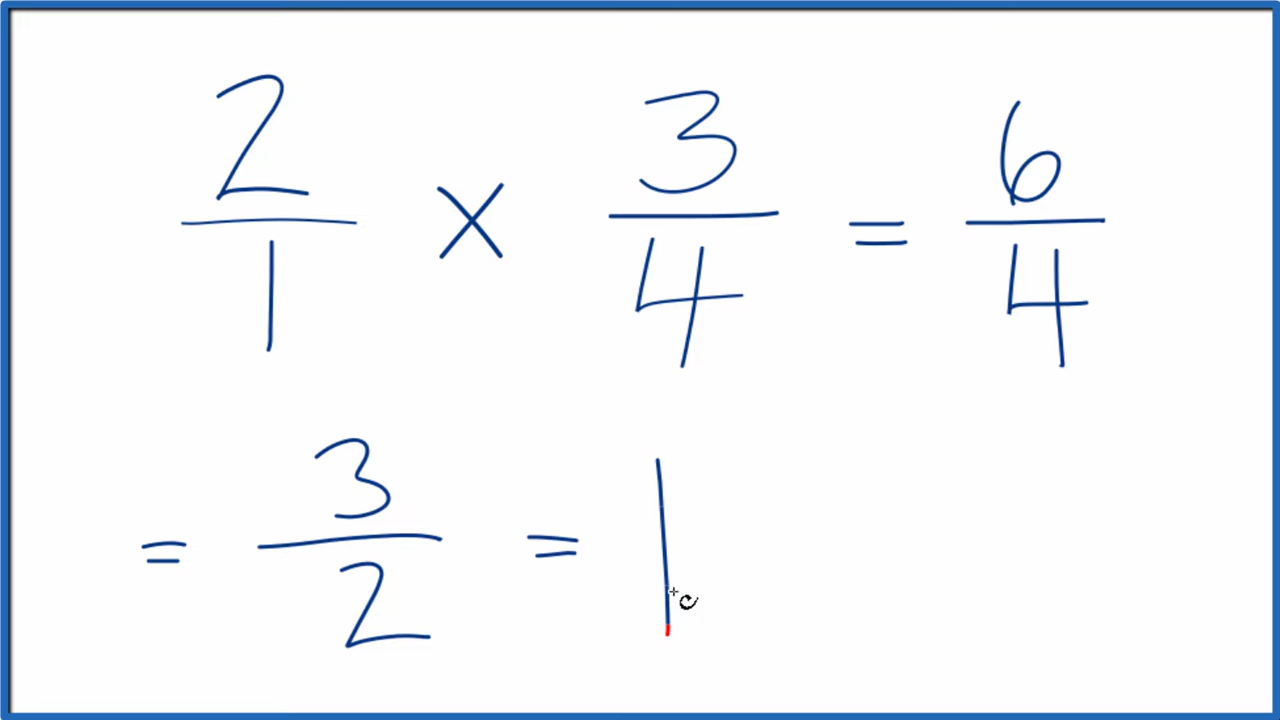 2/1 × 3/4 = 6/4
= 3/2 = 1